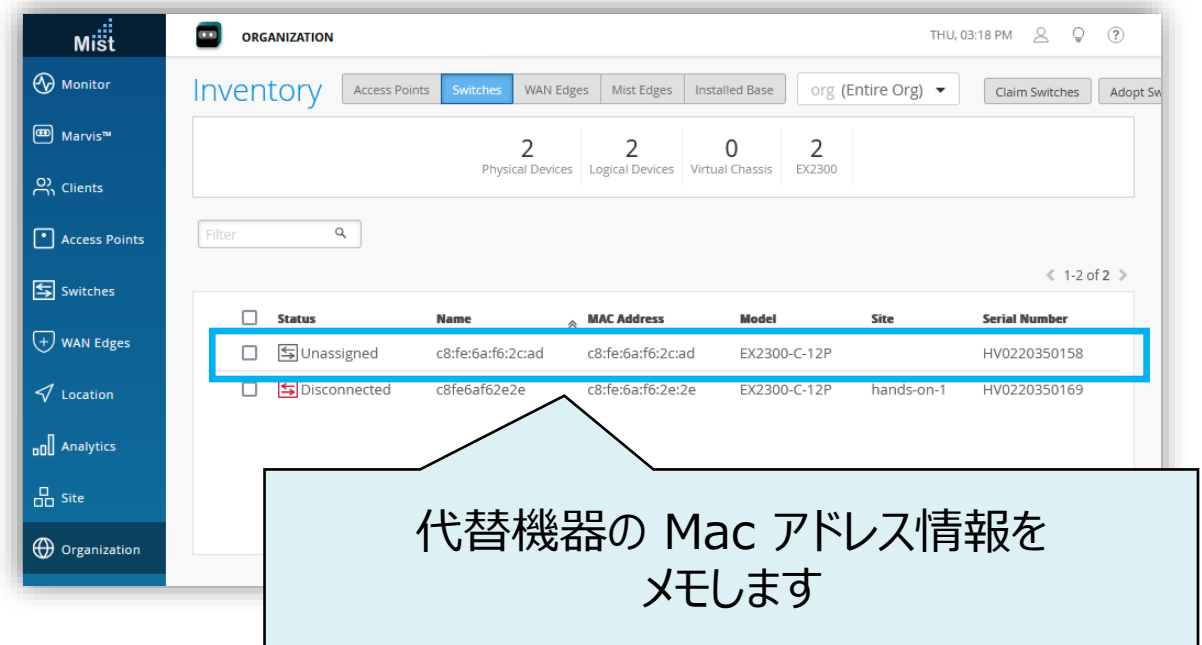 Mist
ORGANIZATION
THU, 03:18 PM
Monitor
Marvis™
Clients
Access Points
Switches
WAN Edges
Location
Analytics
Site
Organization
Inventory
Access Points Switches WAN Edges Mist Edges Installed Base
org (Entire Org)
Claim Switches
Adopt Sw
2 2 0 2
Physical Devices Logical Devices Virtual Chassis EX2300
Filter
1-2 of 2
Status Name MAC Address Model Site Serial Number
Unassigned c8:fe:6a:f6:2c:ad c8:fe:6a:f6:2c:ad EX2300-C-12P HV0220350158
Disconnected c8fe6af62e2e c8:fe:6a:f6:2e:2e EX2300-C-12P hands-on-1 HV0220350169
代替機器の Mac アドレス情報を
メモします